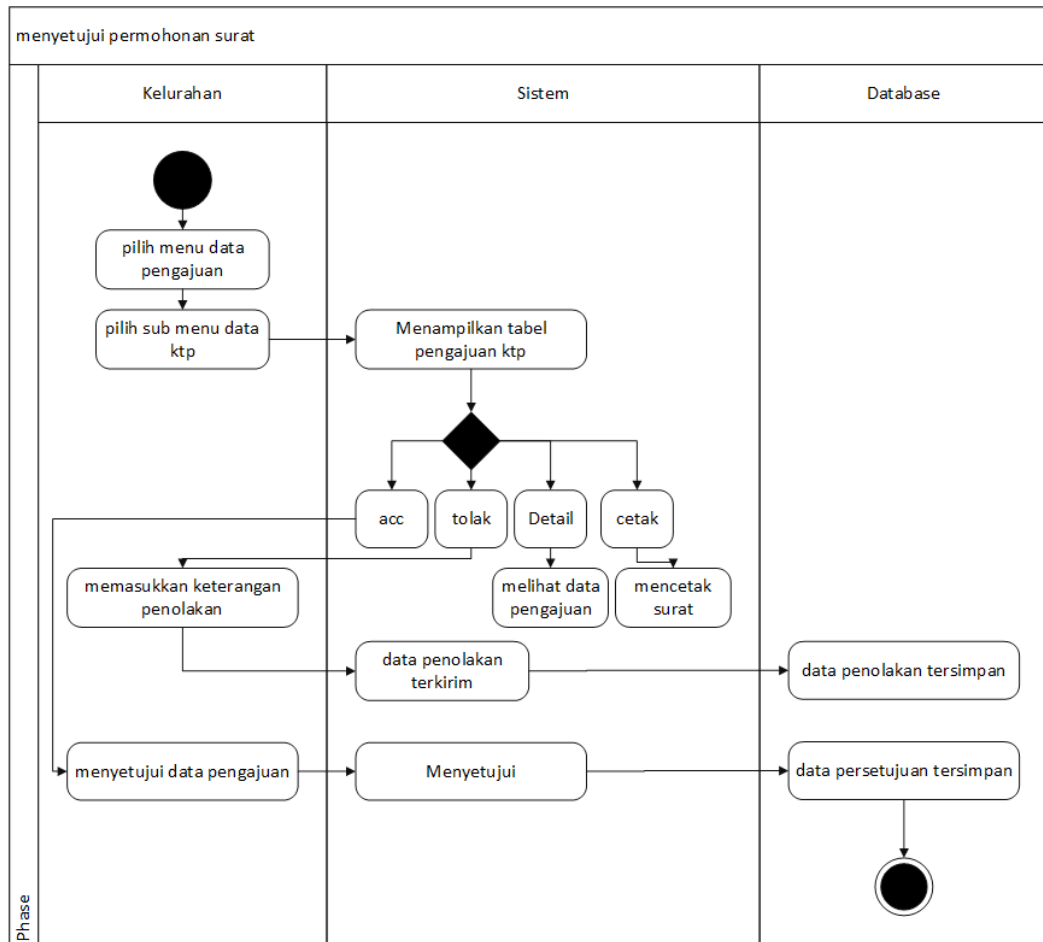 menyetujui permohonan surat
Kelurahan
Sistem
Database
pilih menu data
pengajuan
pilih sub menu data
ktp
Menampilkan tabel
pengajuan ktp
acc
tolak
Detail
cetak
memasukkan keterangan
penolakan
melihat data
pengajuan
mencetak
surat
data penolakan
terkirim
data penolakan tersimpan
menyetujui data pengajuan
Menyetujui
data persetujuan tersimpan
Phase